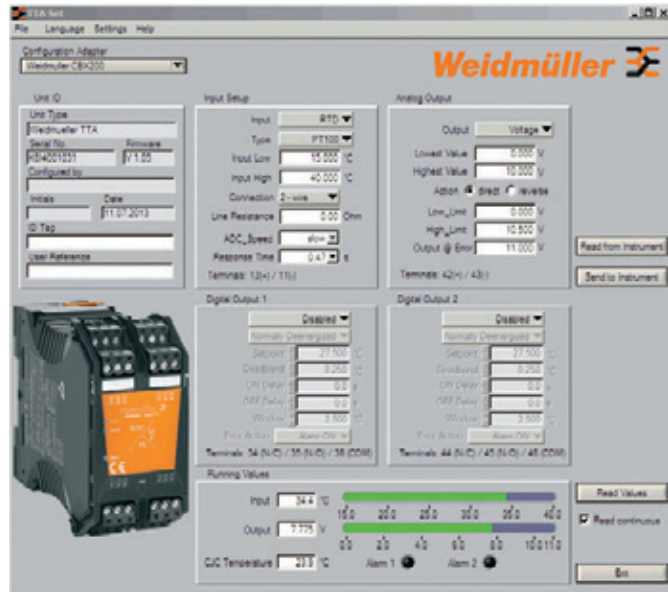 TTA Set
File Language Settings Help
Configuration Adapter
Weidmuller CBX200
Weidmüller
Unit ID
Unit Type
Weidmueller TTA
Serial No. Firmware
V 1.05
Configured by
Initials Date
11.07.2013
ID Tag
User Reference
Input Setup
Input RTD
Type PT100
Input Low 15.000 °C
Input High 40.000 °C
Connection 2-wire
Line Resistance 0.00 Ohm
ADC_Speed slow
Response Time 0.47 s
Terminals: 12(+) / 11(-)
Analog Output
Output Voltage
Lowest Value 0.000 V
Highest Value 10.000 V
Action direct reverse
Low_Limit 0.000 V
High_Limit 10.500 V
Output @ Error 11.000 V
Terminals: 42(+) / 43(-)
Read from Instrument
Send to Instrument
Digital Output 1
Disabled
Normally Deenergized
Setpoint 27.500 °C
Deadband 0.250 °C
ON Delay 0.0 s
OFF Delay 0.0 s
Window 2.500 °C
Error Action Alarm ON
Terminals: 34 (N/C) / 35 (N/O) / 36 (COM)
Digital Output 2
Disabled
Normally Deenergized
Setpoint 27.500 °C
Deadband 0.250 °C
ON Delay 0.0 s
OFF Delay 0.0 s
Window 2.500 °C
Error Action Alarm ON
Terminals: 44 (N/C) / 45 (N/O) / 46 (COM)
Running Values
Input 34.4 °C
15.0 20.0 25.0 30.0 35.0 40.0
Output 7.775 V
0.0 2.0 4.0 6.0 8.0 10.0 11.0
CJC Temperature °C
Alarm 1 Alarm 2
Read Values
Read continuous
Exit